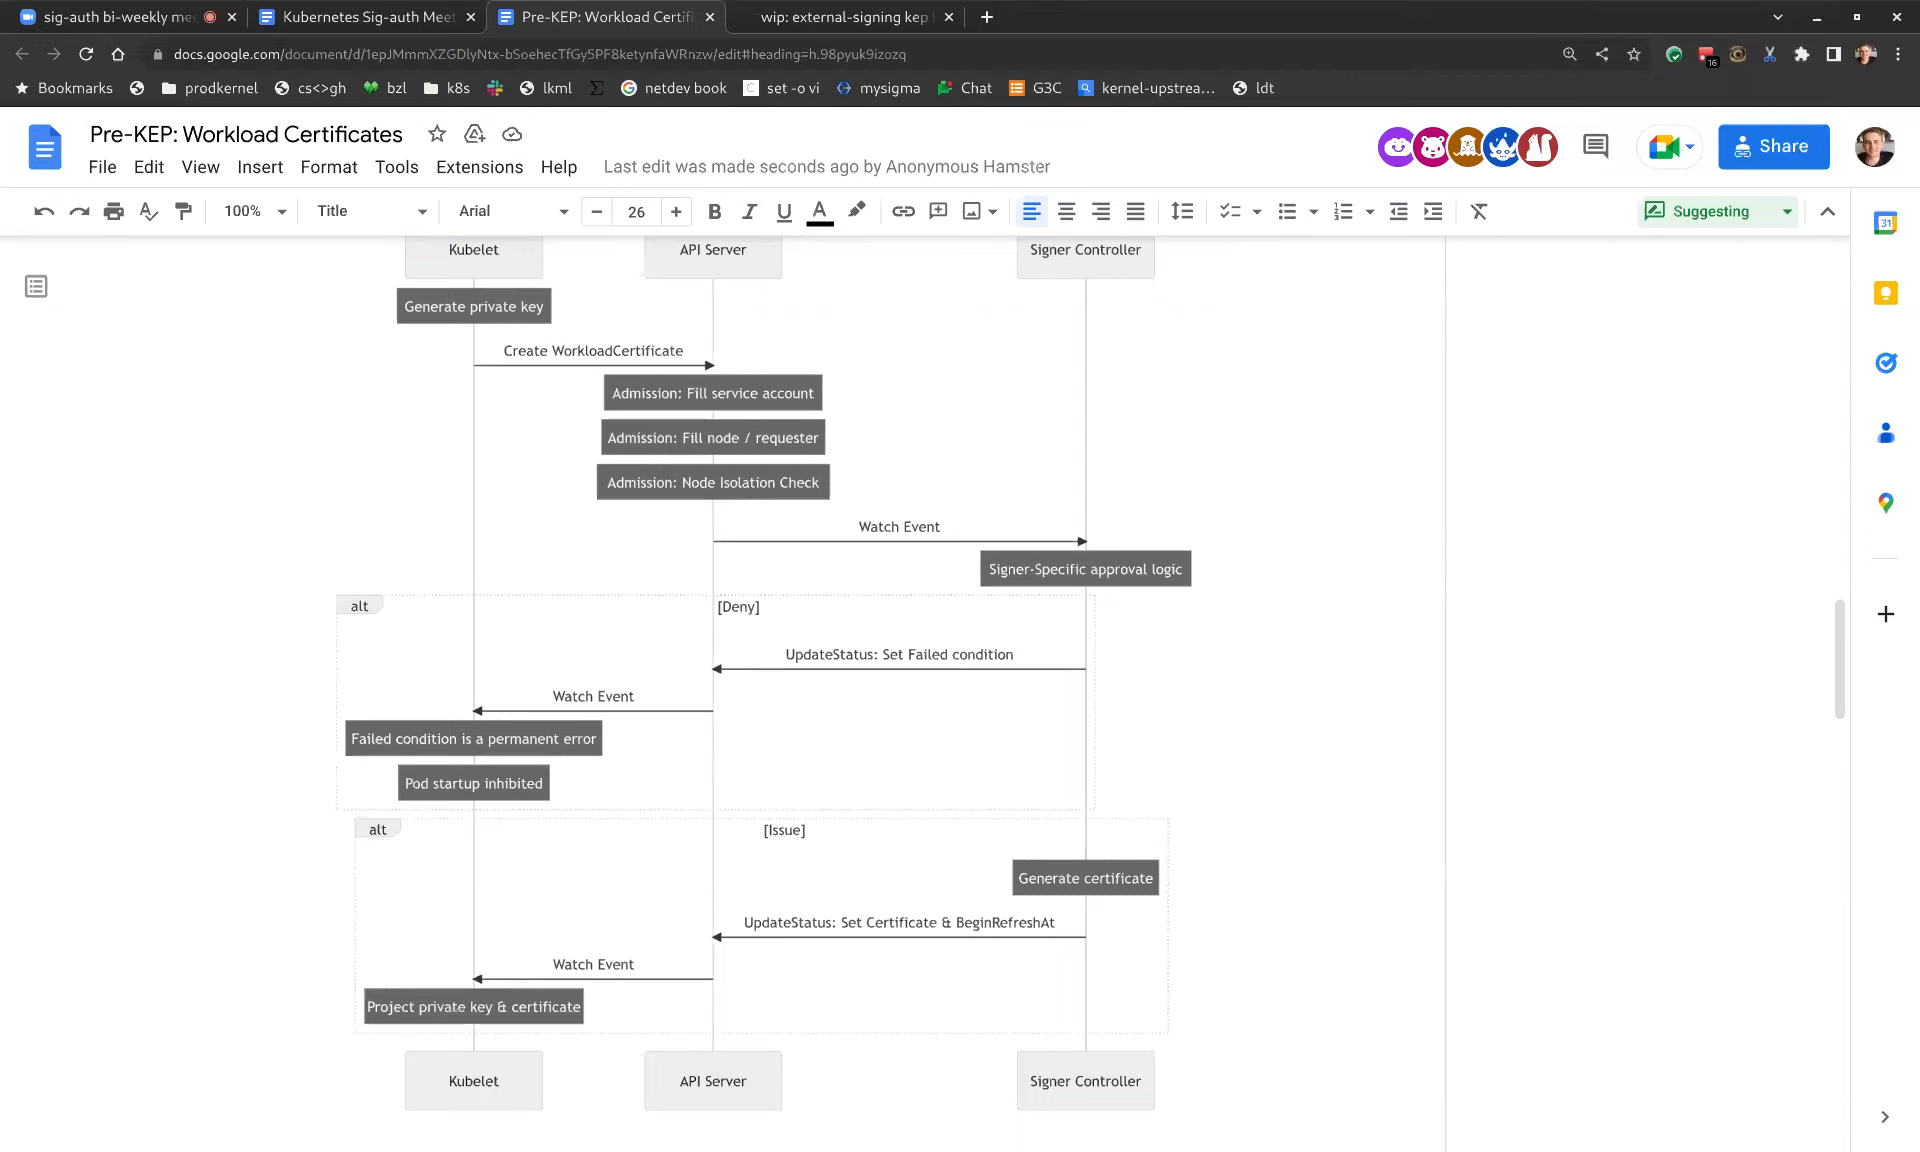 sig-auth bi-weekly me
Kubernetes Sig-auth Meet
Pre-KEP: Workload Certifi
wip: external-signing kep
docs.google.com/document/d/1epJMmmXZGDlyNtx-bSoehecTfGy5PF8ketynfaWRnzw/edit#heading=h.98pyuk9izozq
16
Bookmarks
prodkernel
cs<>gh
bzl
k8s
lkml
netdev book
set -o vi
mysigma
Chat
G3C
kernel-upstrea...
ldt
Pre-KEP: Workload Certificates
Share
File Edit View Insert Format Tools Extensions Help
Last edit was made seconds ago by Anonymous Hamster
100%
Title
Arial
26
Suggesting
31
Kubelet
API Server
Signer Controller
Generate private key
Create WorkloadCertificate
Admission: Fill service account
Admission: Fill node / requester
Admission: Node Isolation Check
Watch Event
Signer-Specific approval logic
alt
[Deny]
UpdateStatus: Set Failed condition
Watch Event
Failed condition is a permanent error
Pod startup inhibited
alt
[Issue]
Generate certificate
UpdateStatus: Set Certificate & BeginRefreshAt
Watch Event
Project private key & certificate
Kubelet
API Server
Signer Controller